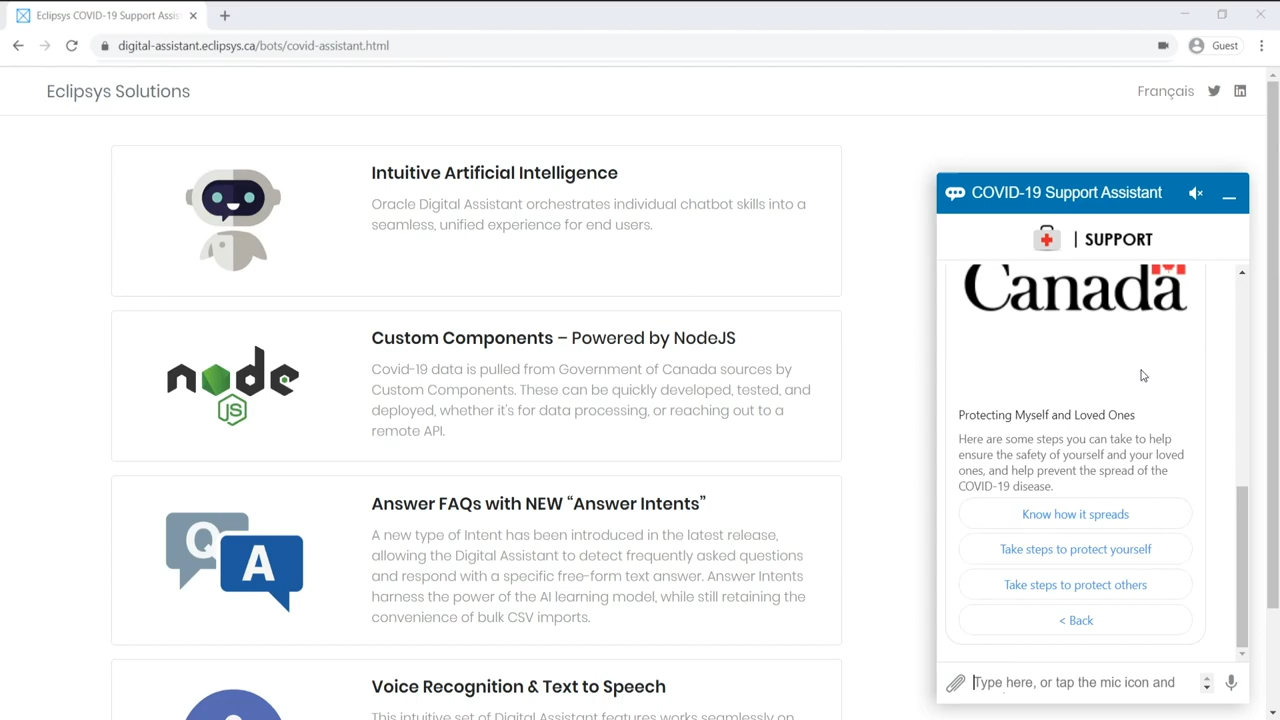 Eclipsys COVID-19 Support Assis
digital-assistant.eclipsys.ca/bots/covid-assistant.html
Guest
Eclipsys Solutions
Français
Intuitive Artificial Intelligence
Oracle Digital Assistant orchestrates individual chatbot skills into a
seamless, unified experience for end users.
node
JS
Custom Components – Powered by NodeJS
Covid-19 data is pulled from Government of Canada sources by
Custom Components. These can be quickly developed, tested, and
deployed, whether it's for data processing, or reaching out to a
remote API.
Q
A
Answer FAQs with NEW “Answer Intents”
A new type of Intent has been introduced in the latest release,
allowing the Digital Assistant to detect frequently asked questions
and respond with a specific free-form text answer. Answer Intents
harness the power of the AI learning model, while still retaining the
convenience of bulk CSV imports.
Voice Recognition & Text to Speech
This intuitive set of Digital Assistant features works seamlessly on
COVID-19 Support Assistant
| SUPPORT
Canada
Protecting Myself and Loved Ones
Here are some steps you can take to help
ensure the safety of yourself and your loved
ones, and help prevent the spread of the
COVID-19 disease.
Know how it spreads
Take steps to protect yourself
Take steps to protect others
< Back
Type here, or tap the mic icon and